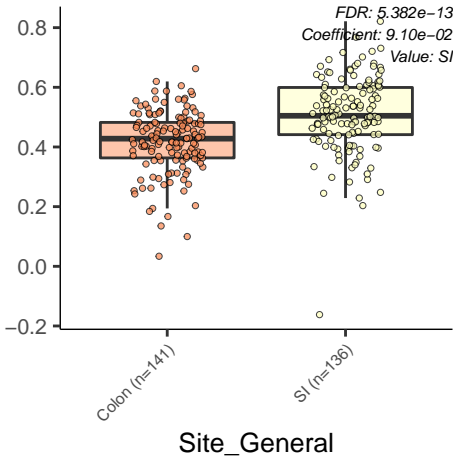 FDR: 5.382e−13
Coefficient: 9.10e−02
Value: SI
0.8
0.6
0.4
0.2
0.0
−0.2
Colon (n=141)
SI (n=136)
Site_General